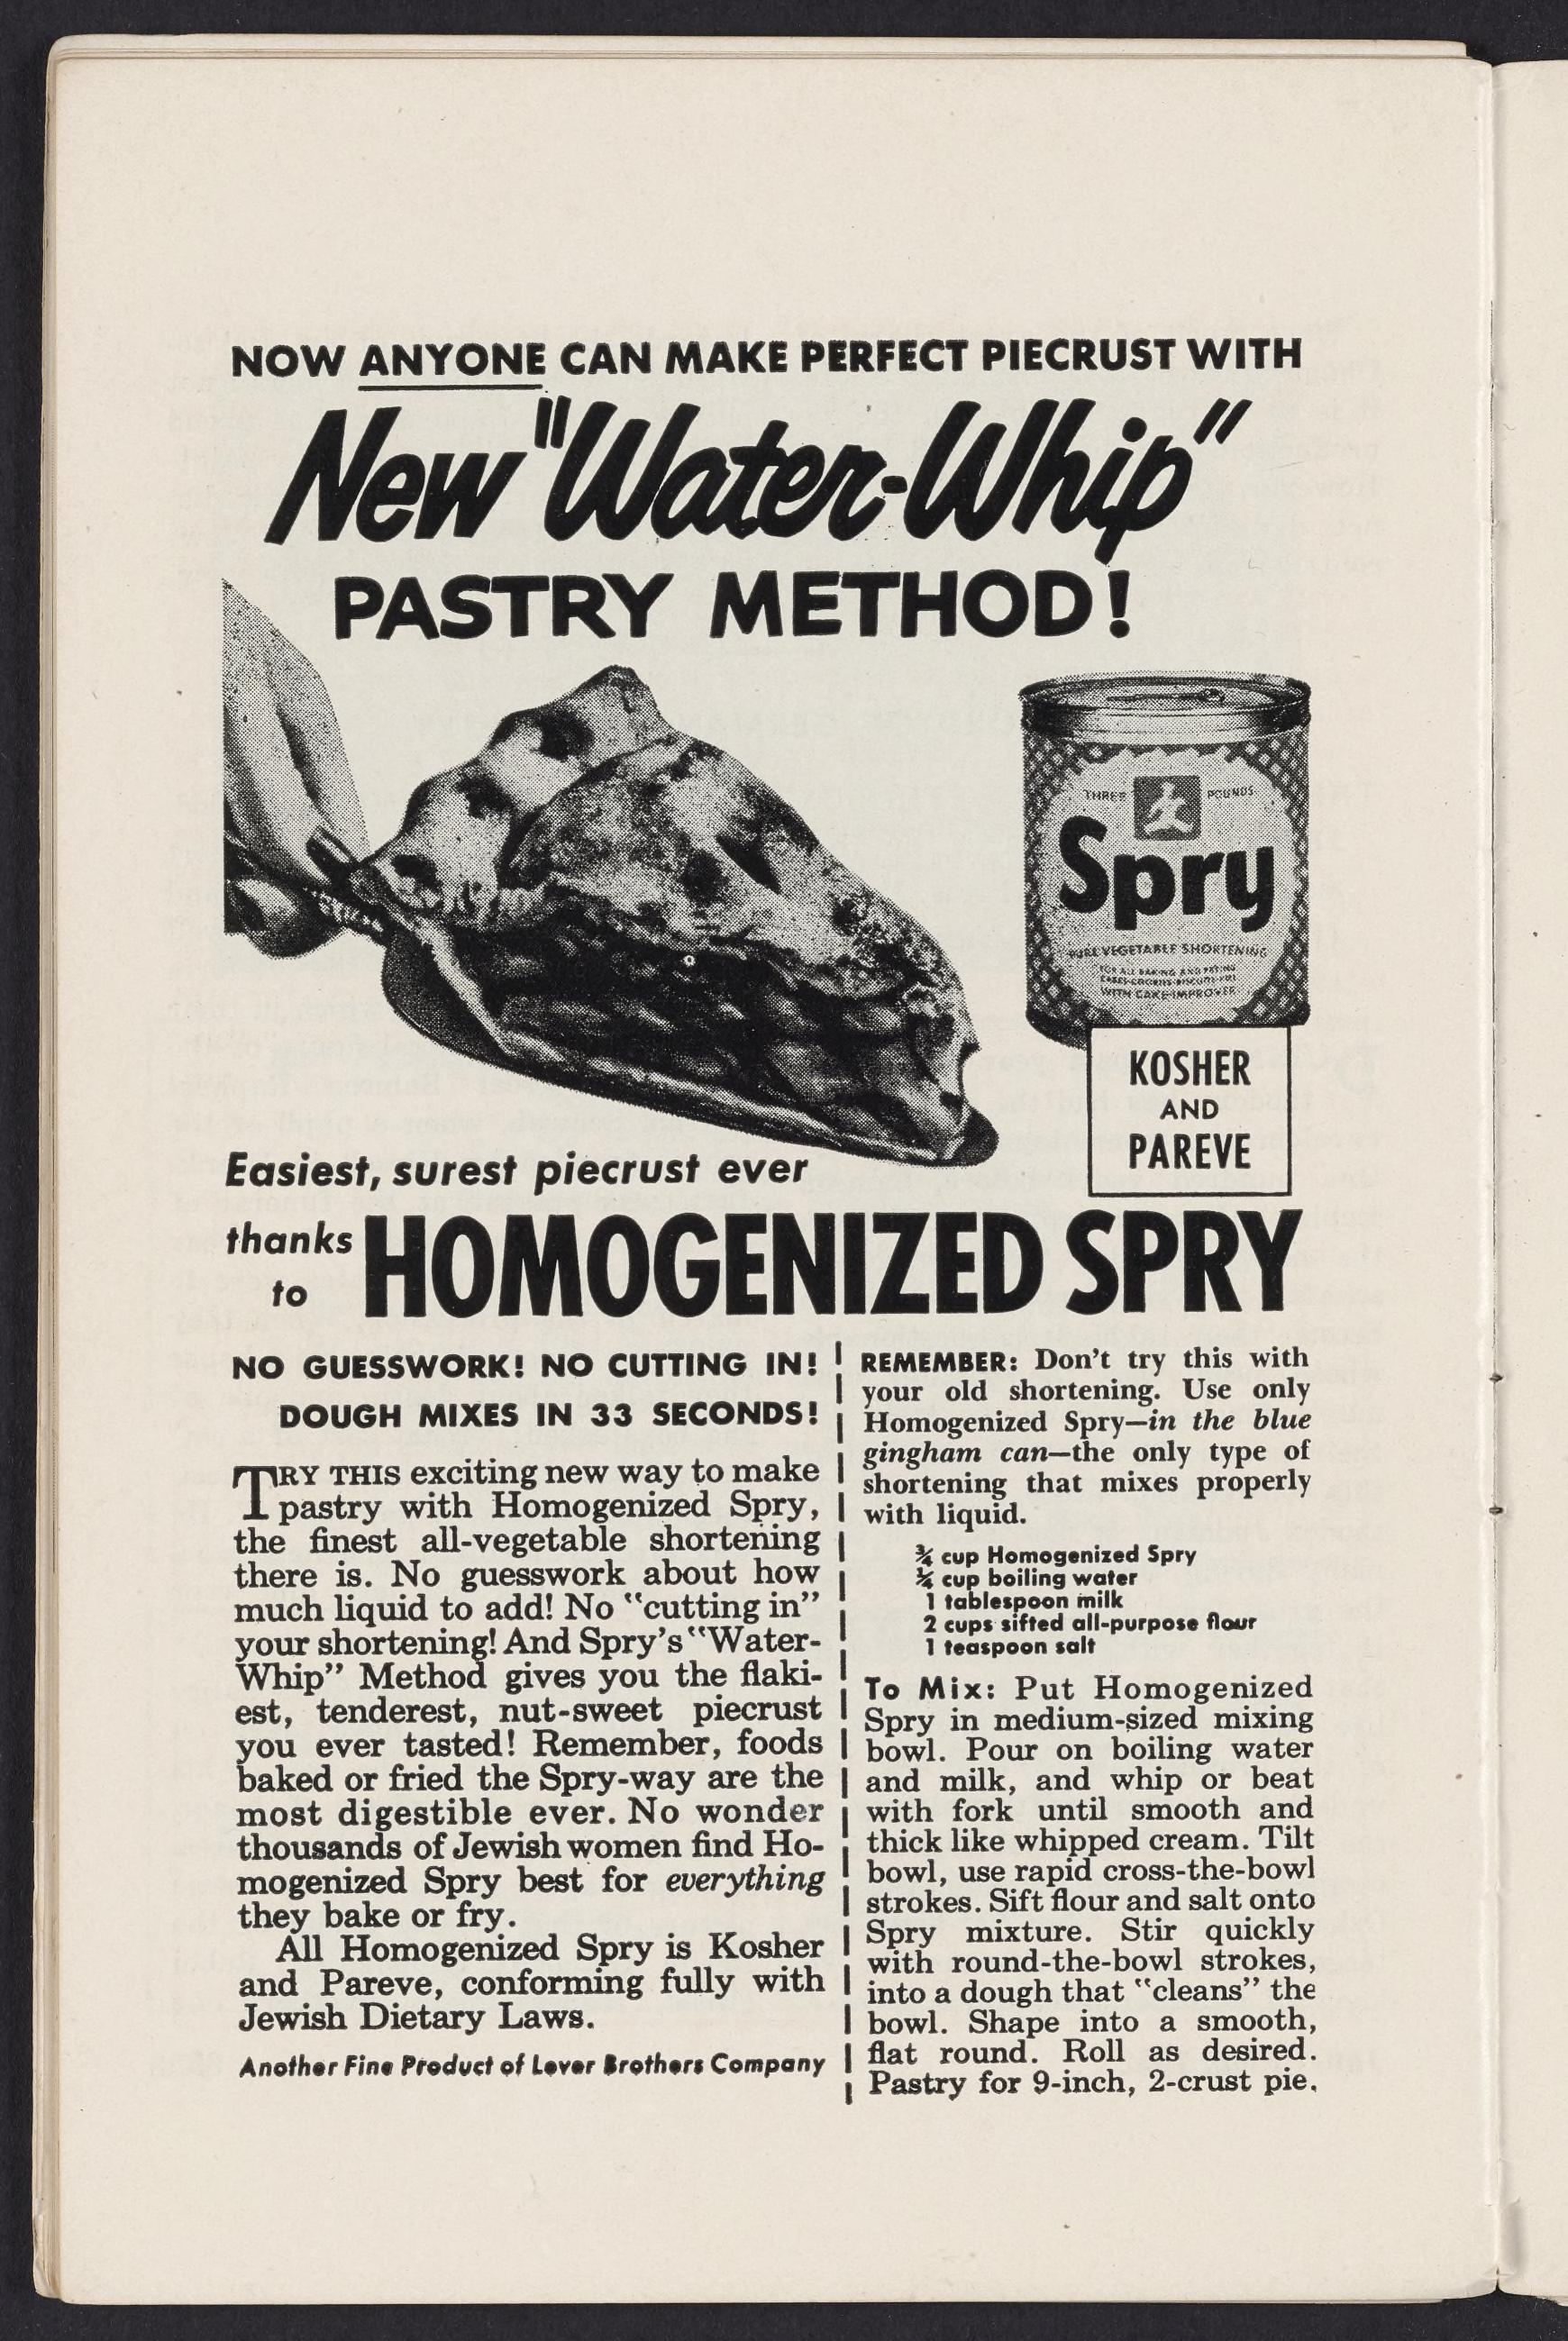 NOW ANYONE CAN MAKE PERFECT PIECRUST WITH
New "Water-Whip"
PASTRY METHOD!
THREE POUNDS
Spry
PURE VEGETABLE SHORTENING
FOR ALL BAKING AND FRYING
WITH CAKE-IMPROVER
KOSHER
AND
PAREVE
Easiest, surest piecrust ever
thanks
to
HOMOGENIZED SPRY
NO GUESSWORK! NO CUTTING IN!
DOUGH MIXES IN 33 SECONDS!
TRY THIS exciting new way to make
pastry with Homogenized Spry,
the finest all-vegetable shortening
there is. No guesswork about how
much liquid to add! No "cutting in"
your shortening! And Spry's "Water-
Whip" Method gives you the flaki-
est, tenderest, nut-sweet piecrust
you ever tasted! Remember, foods
baked or fried the Spry-way are the
most digestible ever. No wonder
thousands of Jewish women find Ho-
mogenized Spry best for everything
they bake or fry.
All Homogenized Spry is Kosher
and Pareve, conforming fully with
Jewish Dietary Laws.
Another Fine Product of Lever Brothers Company
REMEMBER: Don't try this with
your old shortening. Use only
Homogenized Spry—in the blue
gingham can—the only type of
shortening that mixes properly
with liquid.
¾ cup Homogenized Spry
¼ cup boiling water
1 tablespoon milk
2 cups sifted all-purpose flour
1 teaspoon salt
To Mix: Put Homogenized
Spry in medium-sized mixing
bowl. Pour on boiling water
and milk, and whip or beat
with fork until smooth and
thick like whipped cream. Tilt
bowl, use rapid cross-the-bowl
strokes. Sift flour and salt onto
Spry mixture. Stir quickly
with round-the-bowl strokes,
into a dough that "cleans" the
bowl. Shape into a smooth,
flat round. Roll as desired.
Pastry for 9-inch, 2-crust pie.